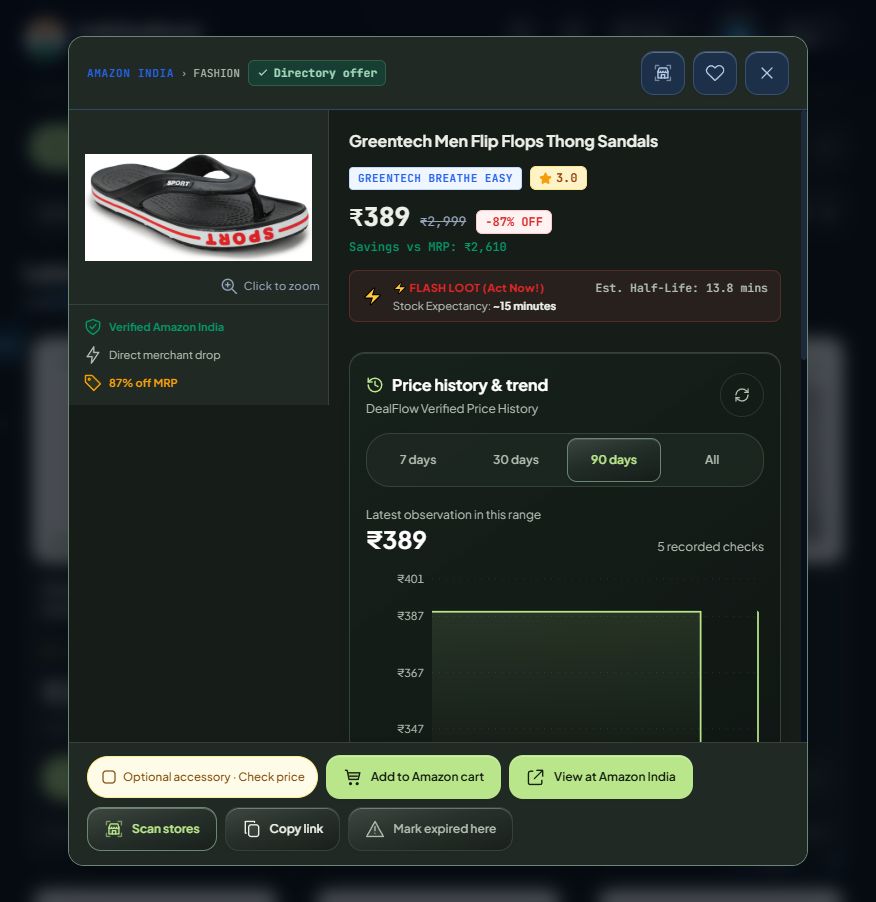 AMAZON INDIA › FASHION ✓ Directory offer
SPORT
SPORT
Click to zoom
Verified Amazon India
Direct merchant drop
87% off MRP
Greentech Men Flip Flops Thong Sandals
GREENTECH BREATHE EASY ★ 3.0
₹389 ₹2,999 -87% OFF
Savings vs MRP: ₹2,610
⚡ FLASH LOOT (Act Now!) Est. Half-Life: 13.8 mins
Stock Expectancy: ~15 minutes
Price history & trend
DealFlow Verified Price History
7 days 30 days 90 days All
Latest observation in this range
₹389 5 recorded checks
₹401
₹387
₹367
₹347
Optional accessory · Check price Add to Amazon cart View at Amazon India
Scan stores Copy link Mark expired here